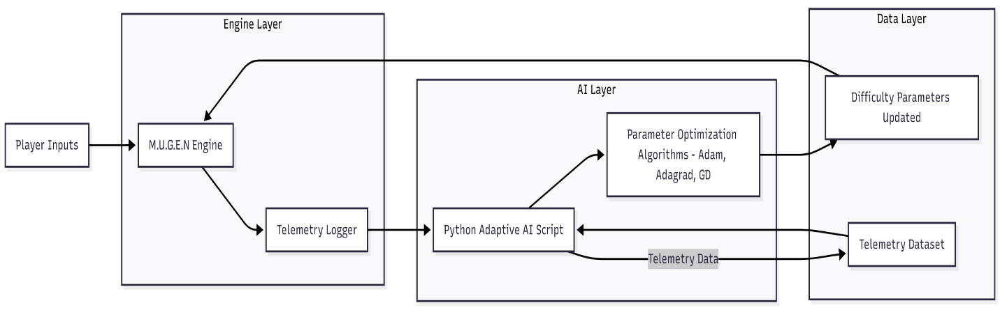 Engine Layer
Data Layer
AI Layer
Difficulty Parameters
Updated
Player Inputs
M.U.G.E.N Engine
Parameter Optimization
Algorithms - Adam,
Adagrad, GD
Telemetry Logger
Python Adaptive AI Script
Telemetry Dataset
Telemetry Data